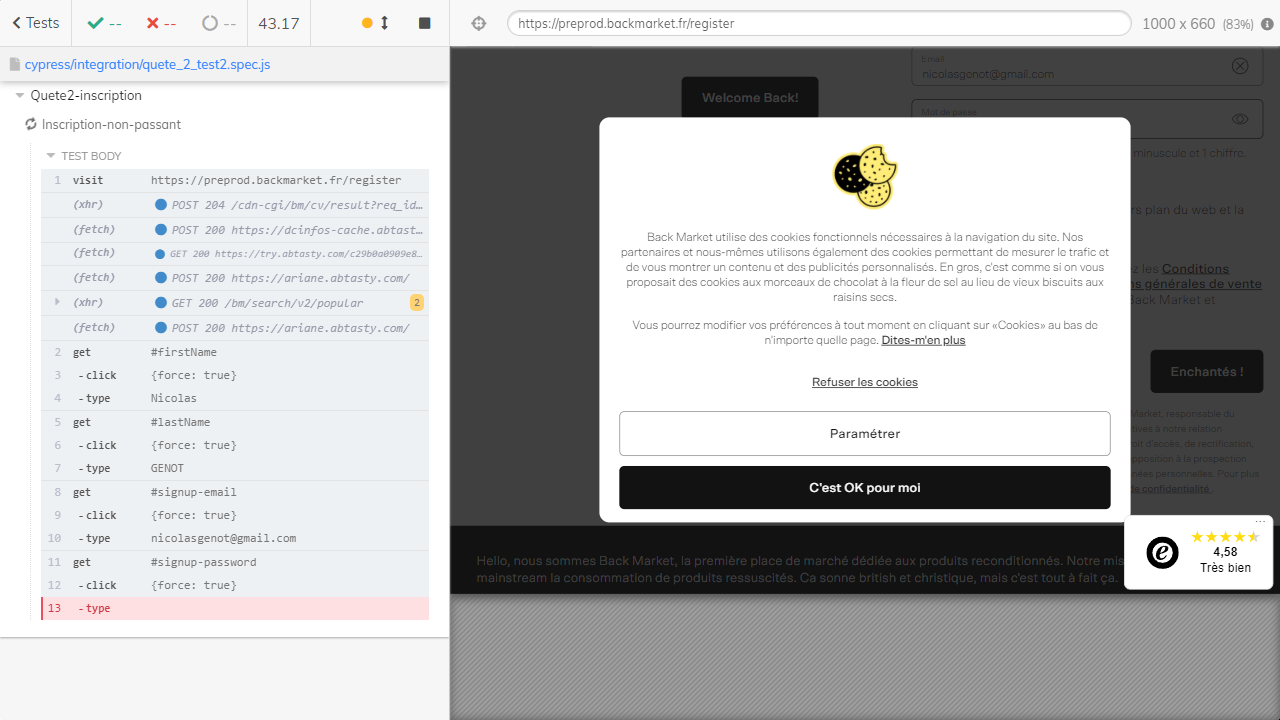 Tests
--
--
--
43.17
https://preprod.backmarket.fr/register
1000 x 660 (83%)
cypress/integration/quete_2_test2.spec.js
Quete2-inscription
Inscription-non-passant
TEST BODY
1 visit https://preprod.backmarket.fr/register
(xhr) POST 204 /cdn-cgi/bm/cv/result?req_id…
(fetch) POST 200 https://dcinfos-cache.abtast…
(fetch) GET 200 https://try.abtasty.com/c29b0a0909e8…
(fetch) POST 200 https://ariane.abtasty.com/
(xhr) GET 200 /bm/search/v2/popular 2
(fetch) POST 200 https://ariane.abtasty.com/
2 get #firstName
3 -click {force: true}
4 -type Nicolas
5 get #lastName
6 -click {force: true}
7 -type GENOT
8 get #signup-email
9 -click {force: true}
10 -type nicolasgenot@gmail.com
11 get #signup-password
12 -click {force: true}
13 -type
Email
nicolasgenot@gmail.com
Welcome Back!
Mot de passe
minuscule et 1 chiffre.
rs plan du web et la
Back Market utilise des cookies fonctionnels nécessaires à la navigation du site. Nos
partenaires et nous-mêmes utilisons également des cookies permettant de mesurer le trafic et
de vous montrer un contenu et des publicités personnalisés. En gros, c'est comme si on vous
proposait des cookies aux morceaux de chocolat à la fleur de sel au lieu de vieux biscuits aux
raisins secs.
Vous pourrez modifier vos préférences à tout moment en cliquant sur «Cookies» au bas de
n'importe quelle page. Dites-m'en plus
Refuser les cookies
Paramétrer
C'est OK pour moi
z les Conditions
ns générales de vente
Back Market et
Enchantés !
Market, responsable du
tives à notre relation
oit d'accès, de rectification,
pposition à la prospection
nées personnelles. Pour plus
de confidentialité.
Hello, nous sommes Back Market, la première place de marché dédiée aux produits reconditionnés. Notre mis
mainstream la consommation de produits ressuscités. Ca sonne british et christique, mais c'est tout à fait ça.
...
e
4,58
Très bien